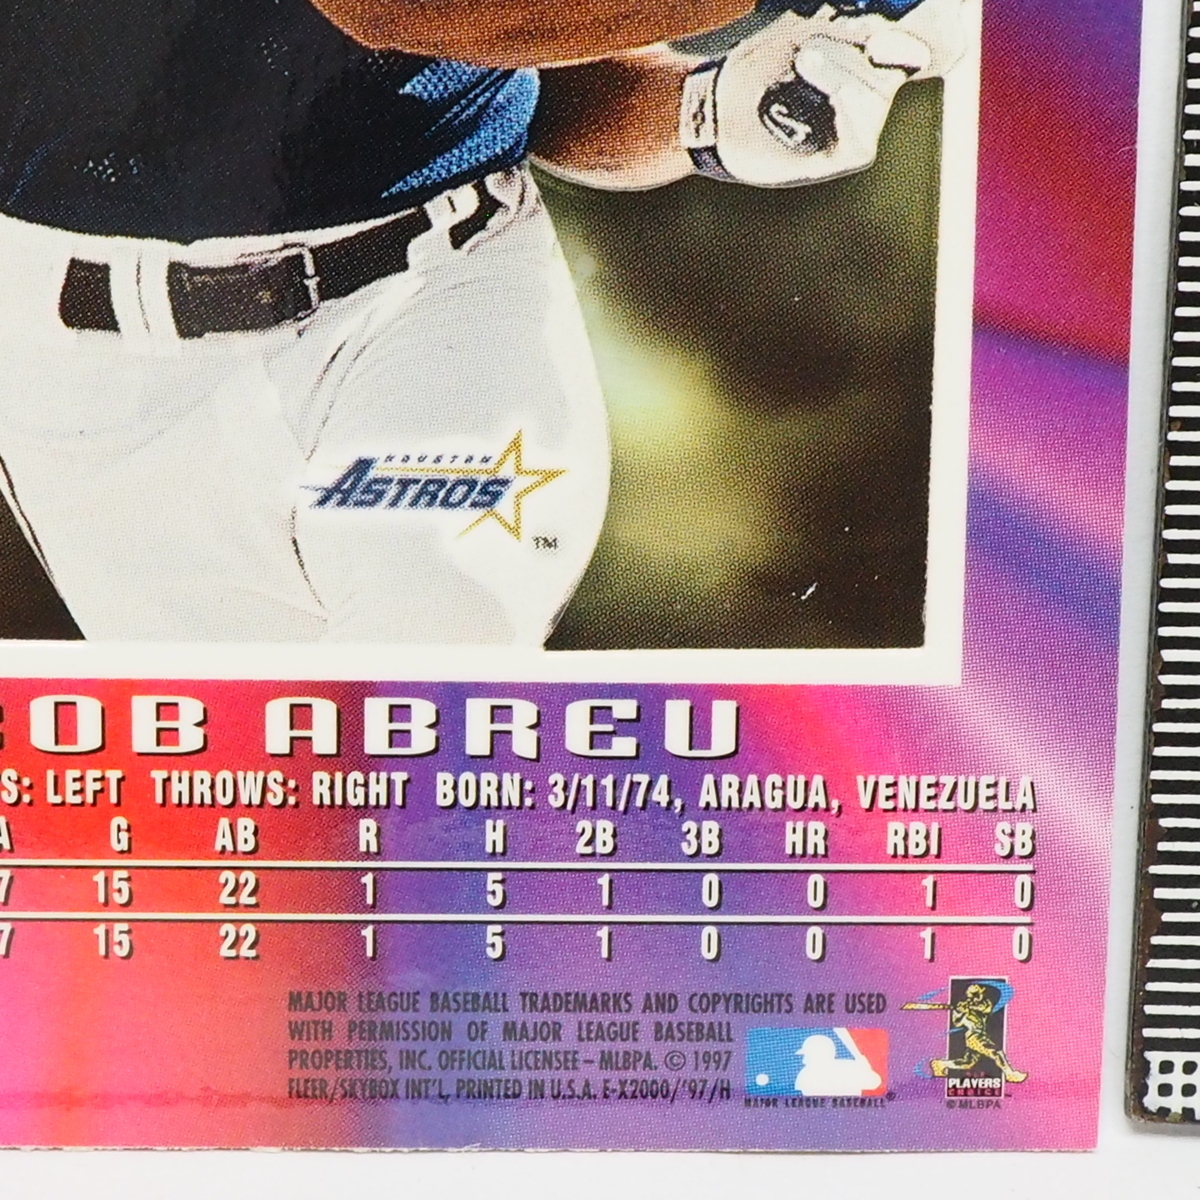 HOUSTON
ASTROS
TM
OB ABREU
S: LEFT THROWS: RIGHT BORN: 3/11/74, ARAGUA, VENEZUELA
A G AB R H 2B 3B HR RBI SB
7 15 22 1 5 1 0 0 1 0
7 15 22 1 5 1 0 0 1 0
MAJOR LEAGUE BASEBALL TRADEMARKS AND COPYRIGHTS ARE USED
WITH PERMISSION OF MAJOR LEAGUE BASEBALL
PROPERTIES, INC. OFFICIAL LICENSEE – MLBPA. © 1997
FLEER/SKYBOX INT'L, PRINTED IN U.S.A. E-X2000/'97/H
MAJOR LEAGUE BASEBALL®
PLAYERS
CHOICE™
© MLBPA